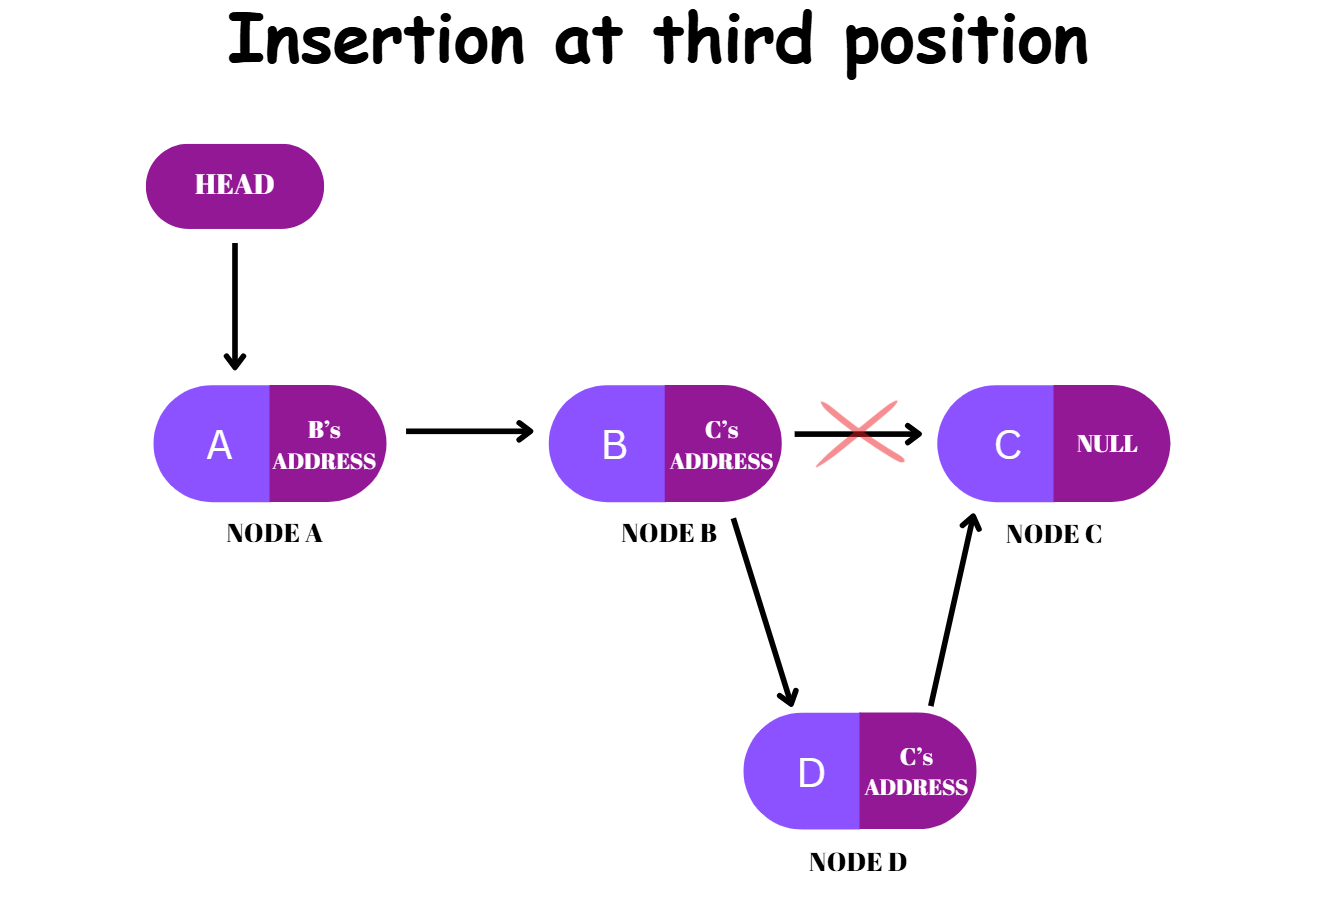 Insertion at third position
HEAD
A
B's
ADDRESS
NODE A
B
C's
ADDRESS
NODE B
C
NULL
NODE C
D
C's
ADDRESS
NODE D